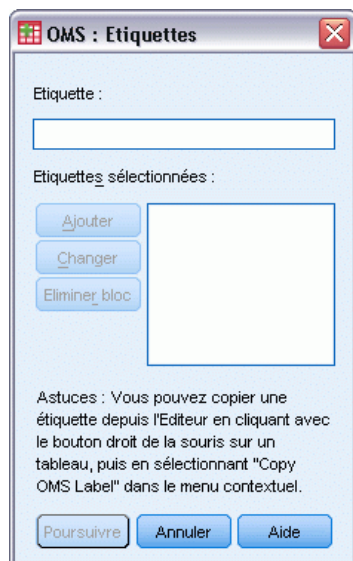 OMS : Etiquettes
Etiquette :
Etiquettes sélectionnées :
Ajouter
Changer
Eliminer bloc
Astuces : Vous pouvez copier une
étiquette depuis l'Editeur en cliquant avec
le bouton droit de la souris sur un
tableau, puis en sélectionnant "Copy
OMS Label" dans le menu contextuel.
Poursuivre Annuler Aide